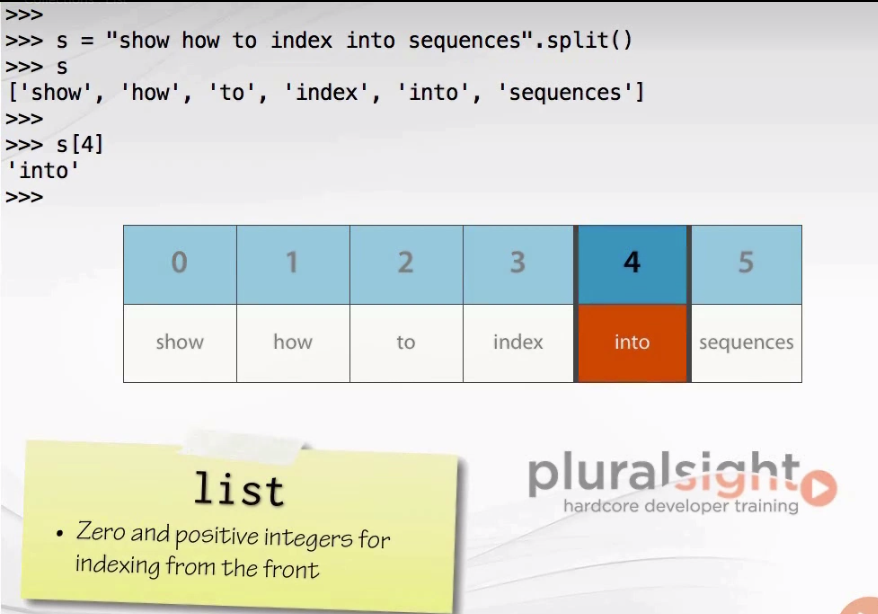 >>>
>>> s = "show how to index into sequences".split()
>>> s
['show', 'how', 'to', 'index', 'into', 'sequences']
>>>
>>> s[4]
'into'
>>>
0 1 2 3 4 5
show how to index into sequences
list
• Zero and positive integers for
indexing from the front
pluralsight
hardcore developer training